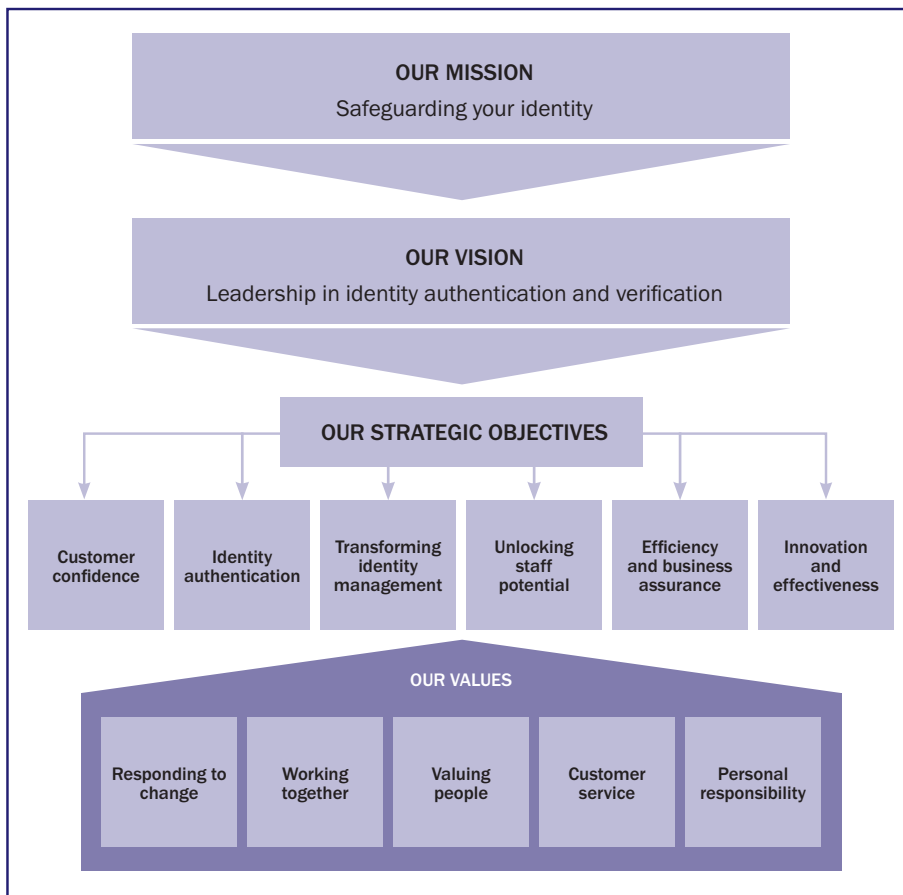 OUR MISSION
Safeguarding your identity
OUR VISION
Leadership in identity authentication and verification
OUR STRATEGIC OBJECTIVES
Customer
confidence
Identity
authentication
Transforming
identity
management
Unlocking
staff
potential
Efficiency
and business
assurance
Innovation
and
effectiveness
OUR VALUES
Responding to
change
Working
together
Valuing
people
Customer
service
Personal
responsibility